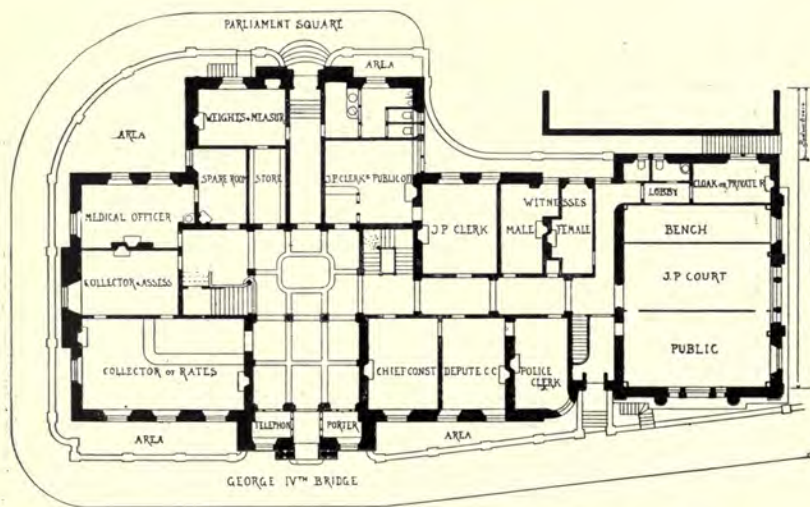 PARLIAMENT SQUARE
AREA
AREA
WEIGHTS & MEASUR
SPARE ROOM
STORE
J.P. CLERKS PUBLIC OFF
MEDICAL OFFICER
J.P CLERK
WITNESSES
MALE
FEMALE
LOBBY
CLOAK OR PRIVATE R
BENCH
COLLECTOR & ASSESS
J.P COURT
PUBLIC
COLLECTOR OF RATES
CHIEF CONST
DEPUTE C C
POLICE
CLERK
TELEPHON
PORTER
AREA
AREA
GEORGE IVTH BRIDGE